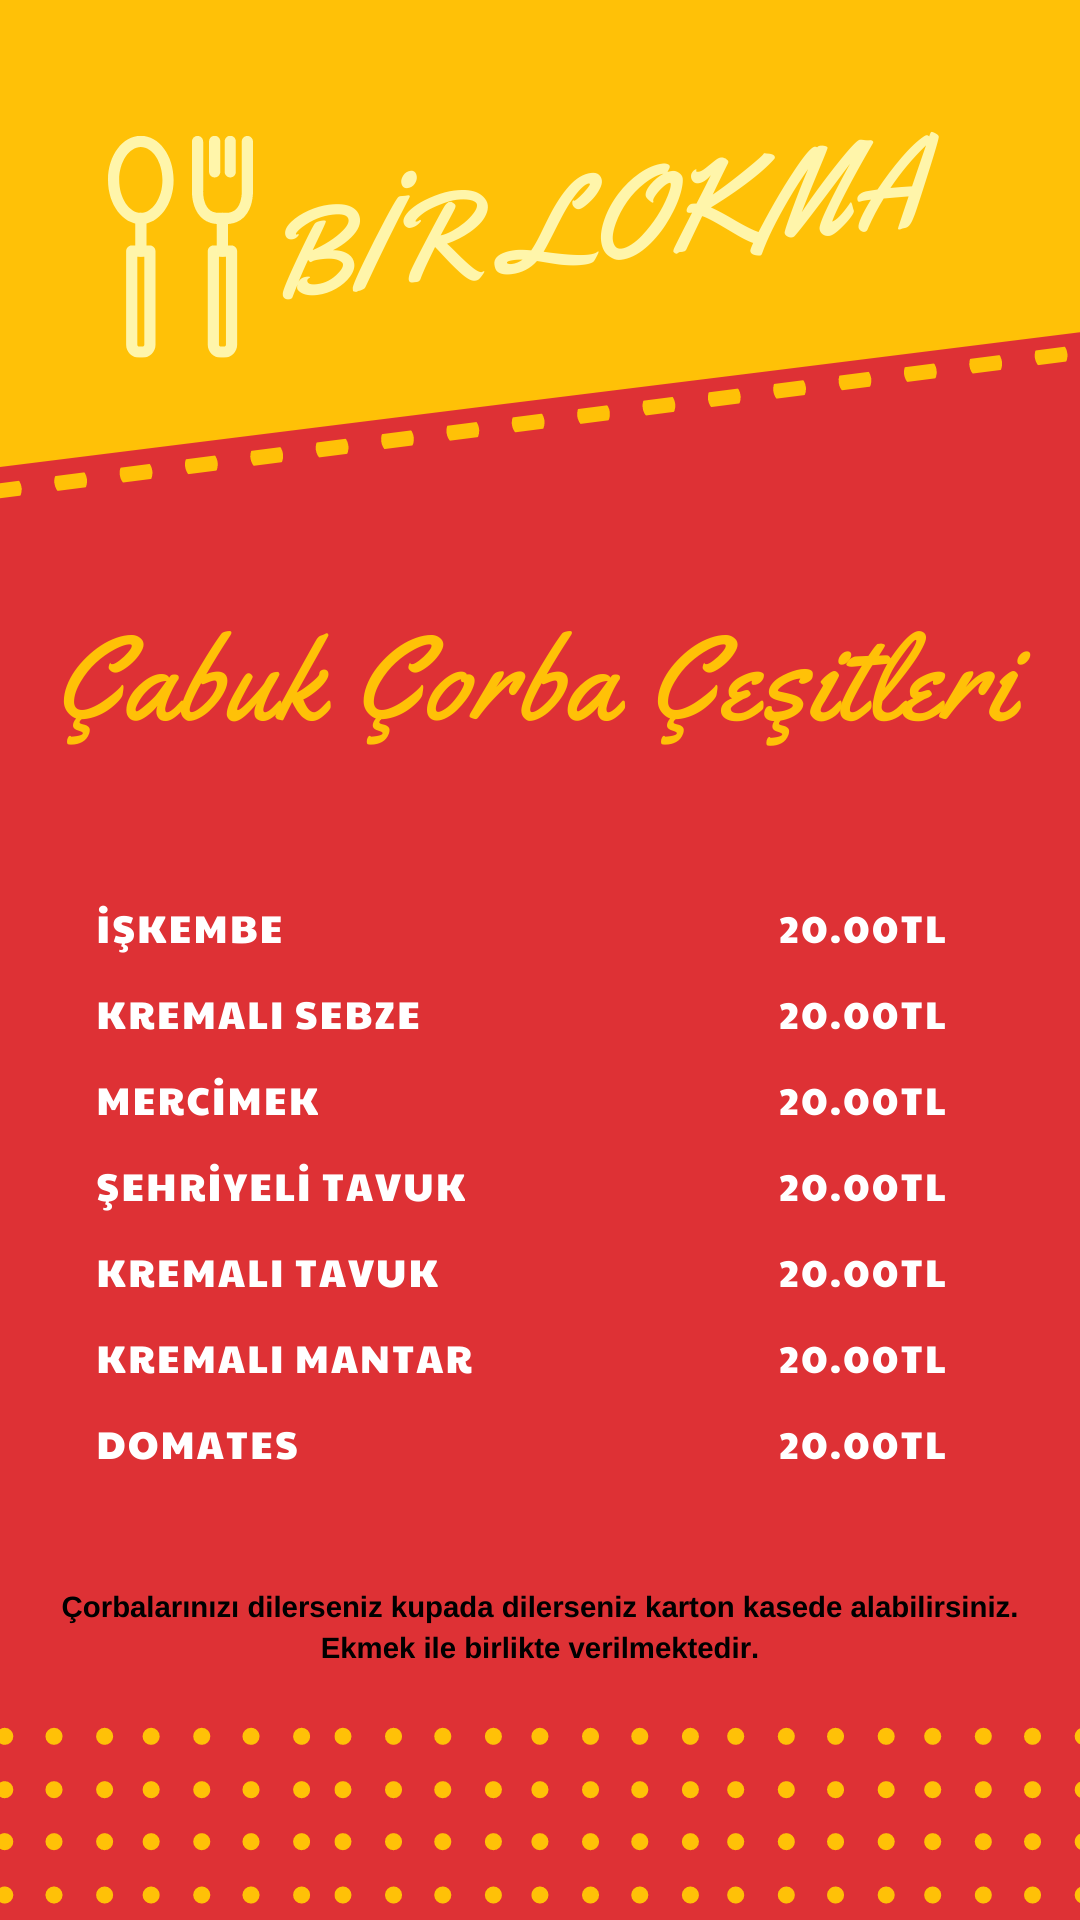 BİR LOKMA
Çabuk Çorba Çeşitleri
İŞKEMBE 20.00TL
KREMALI SEBZE 20.00TL
MERCİMEK 20.00TL
ŞEHRİYELİ TAVUK 20.00TL
KREMALI TAVUK 20.00TL
KREMALI MANTAR 20.00TL
DOMATES 20.00TL
Çorbalarınızı dilerseniz kupada dilerseniz karton kasede alabilirsiniz.
Ekmek ile birlikte verilmektedir.